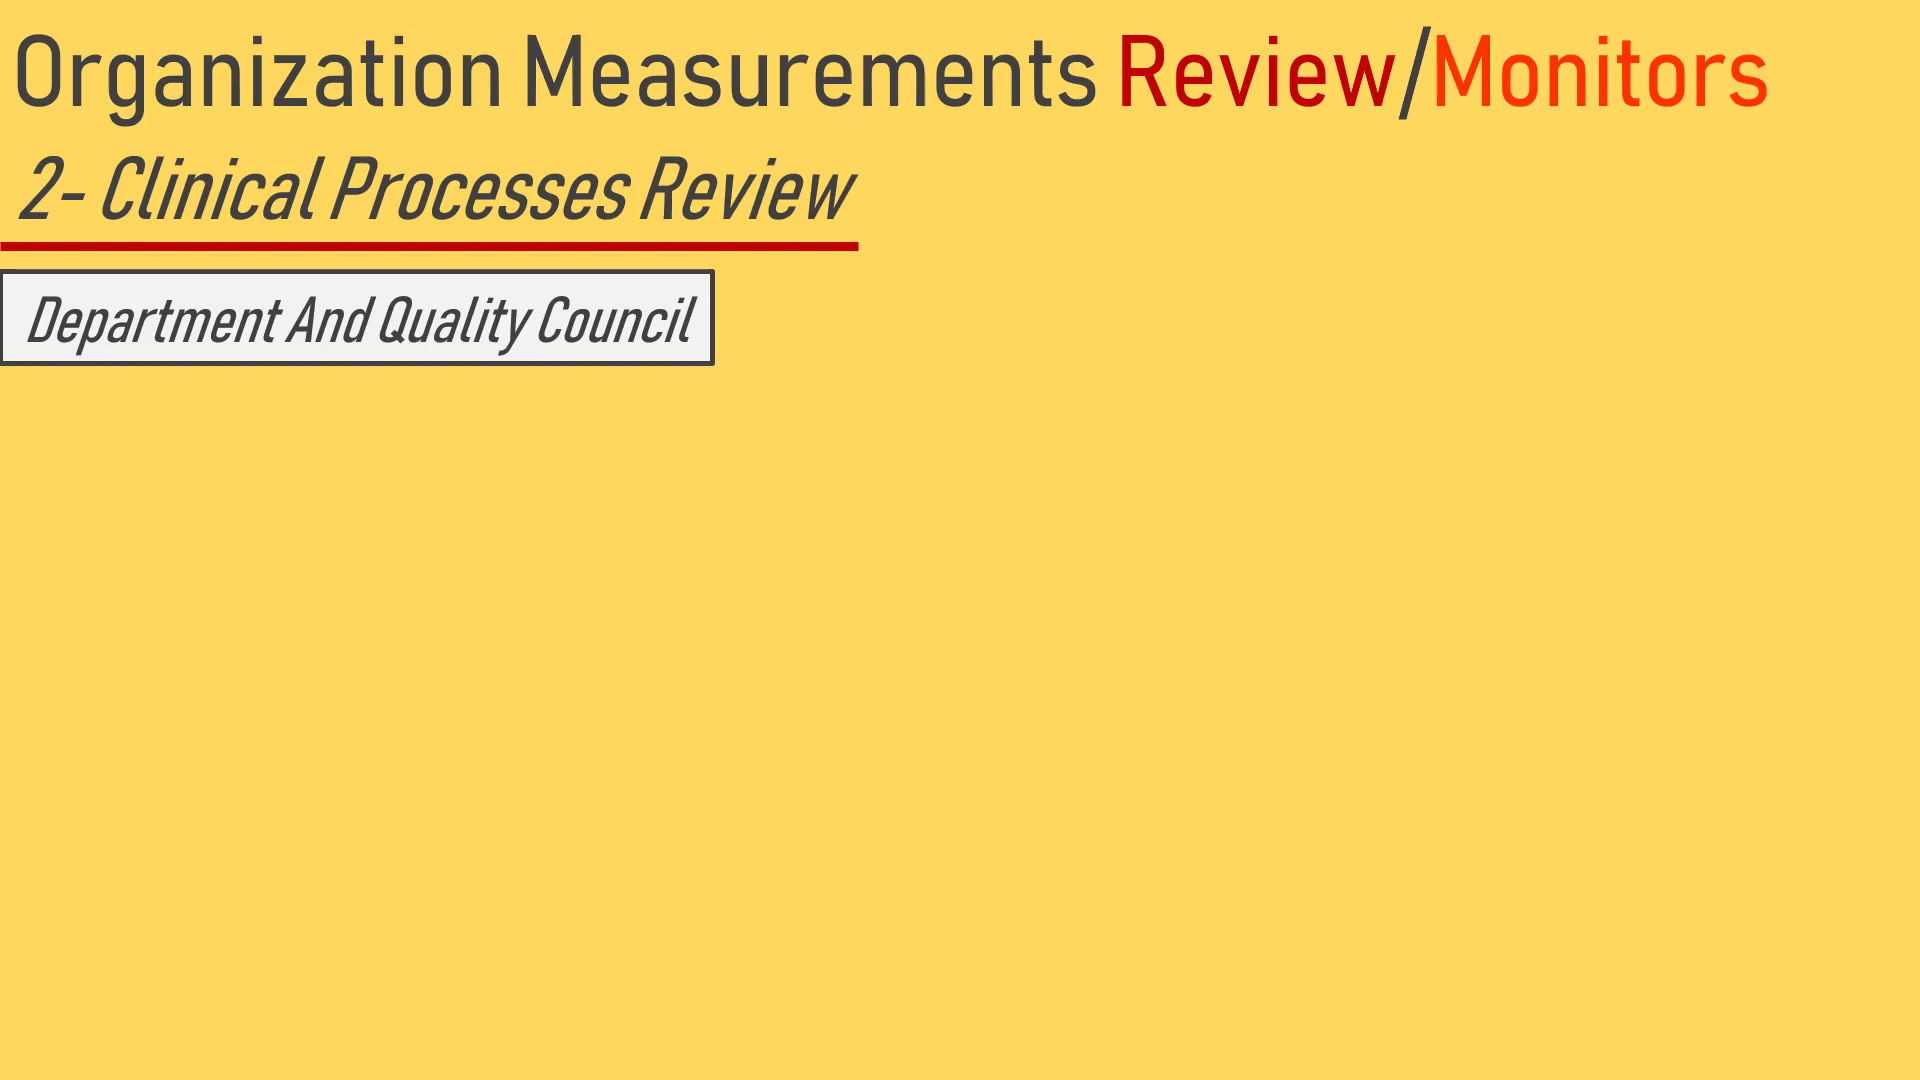 Organization Measurements Review/Monitors
2- Clinical Processes Review
Department And Quality Council